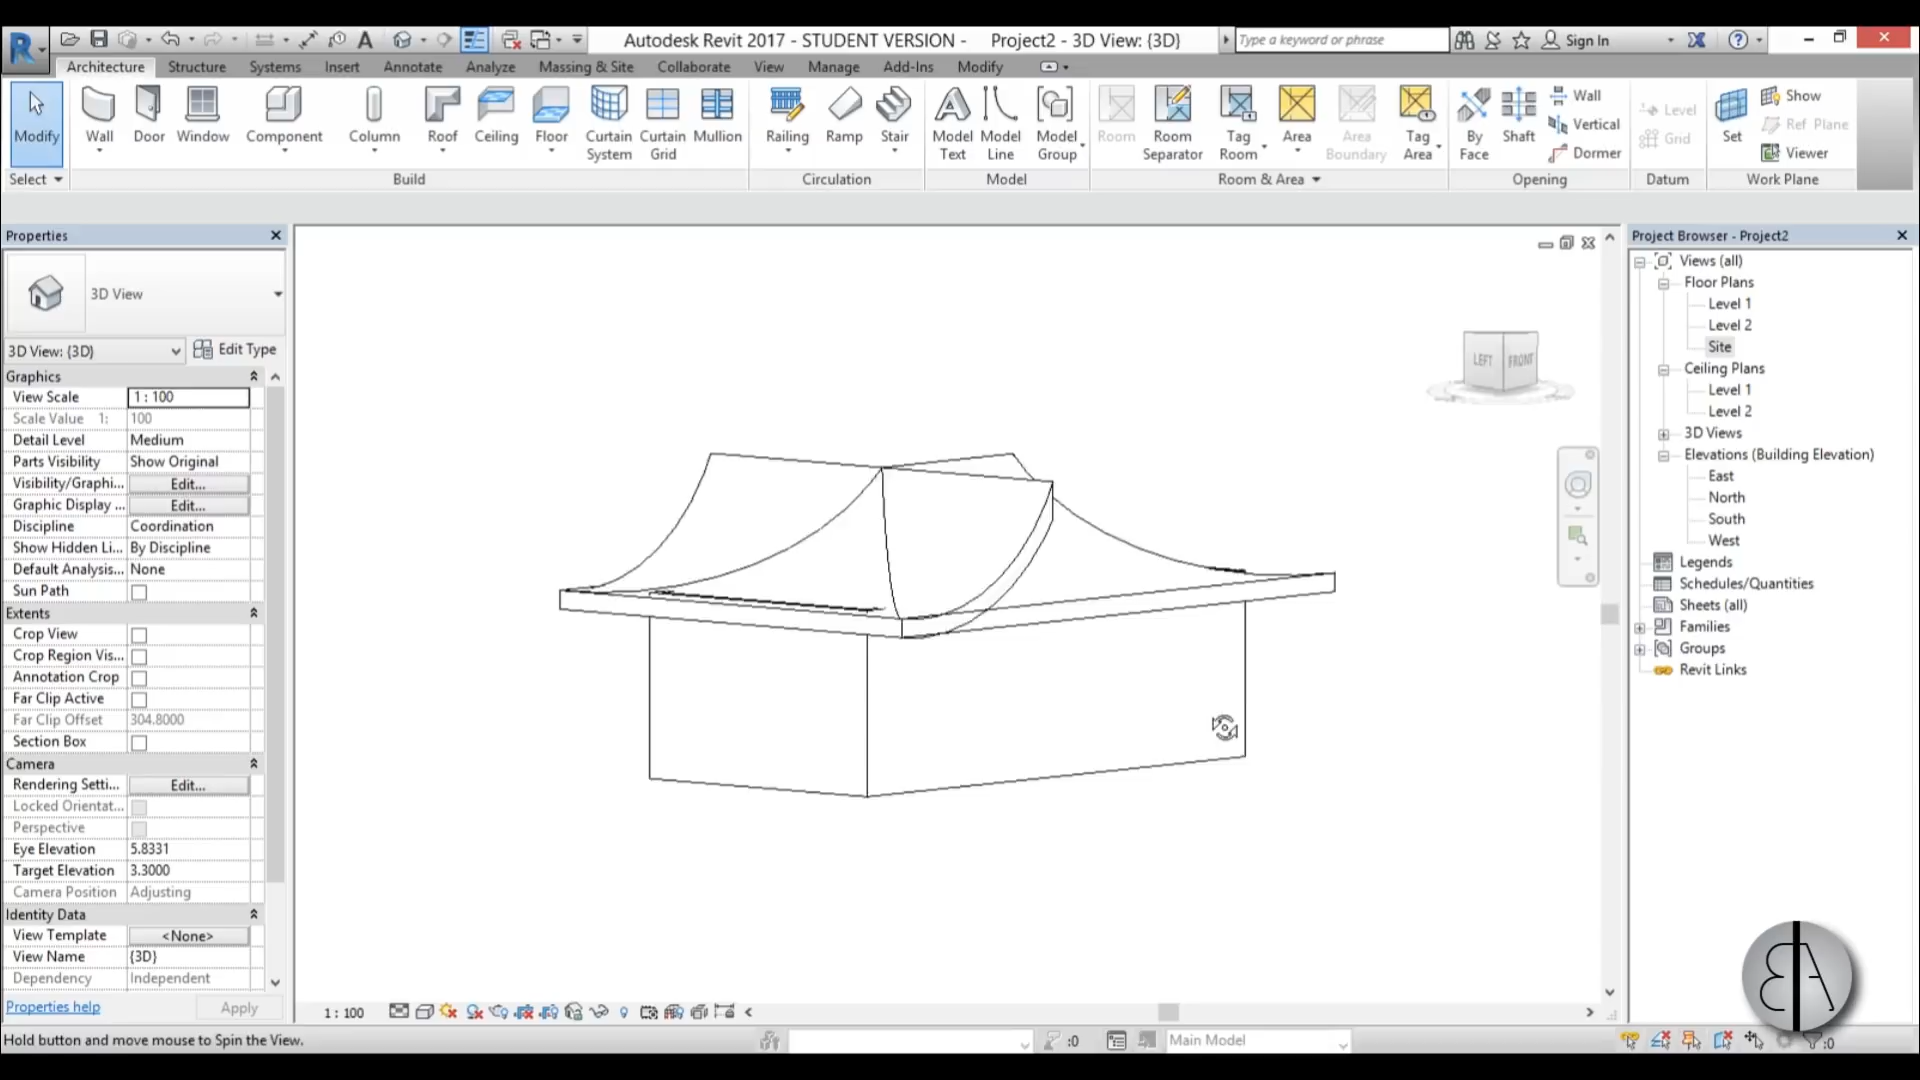 Autodesk Revit 2017 - STUDENT VERSION - Project2 - 3D View: {3D}
Type a keyword or phrase
Sign In
Architecture Structure Systems Insert Annotate Analyze Massing & Site Collaborate View Manage Add-Ins Modify
Modify
Wall
Door
Window
Component
Column
Roof
Ceiling
Floor
Curtain System
Curtain Grid
Mullion
Railing
Ramp
Stair
Model Text
Model Line
Model Group
Room
Room Separator
Tag Room
Area
Area Boundary
Tag Area
By Face
Shaft
Wall
Vertical
Dormer
Level
Grid
Set
Show
Ref Plane
Viewer
Select
Build
Circulation
Model
Room & Area
Opening
Datum
Work Plane
Properties
3D View
3D View: {3D}
Edit Type
Graphics
View Scale 1 : 100
Scale Value 1: 100
Detail Level Medium
Parts Visibility Show Original
Visibility/Graphi... Edit...
Graphic Display ... Edit...
Discipline Coordination
Show Hidden Li... By Discipline
Default Analysis... None
Sun Path
Extents
Crop View
Crop Region Vis...
Annotation Crop
Far Clip Active
Far Clip Offset 304.8000
Section Box
Camera
Rendering Setti... Edit...
Locked Orientat...
Perspective
Eye Elevation 5.8331
Target Elevation 3.3000
Camera Position Adjusting
Identity Data
View Template <None>
View Name {3D}
Dependency Independent
Properties help
Apply
LEFT
FRONT
Project Browser - Project2
Views (all)
Floor Plans
Level 1
Level 2
Site
Ceiling Plans
Level 1
Level 2
3D Views
Elevations (Building Elevation)
East
North
South
West
Legends
Schedules/Quantities
Sheets (all)
Families
Groups
Revit Links
1 : 100
Hold button and move mouse to Spin the View.
:0
Main Model
:0